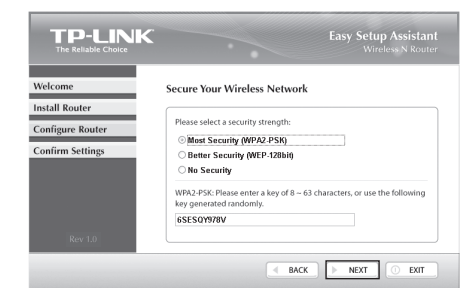 TP-LINK
The Reliable Choice
Easy Setup Assistant
Wireless N Router
Welcome
Install Router
Configure Router
Confirm Settings
Rev 1.0
Secure Your Wireless Network
Please select a security strength:
Most Security (WPA2-PSK)
Better Security (WEP-128bit)
No Security
WPA2-PSK: Please enter a key of 8 ~ 63 characters, or use the following
key generated randomly.
6SESQY978V
BACK
NEXT
EXIT